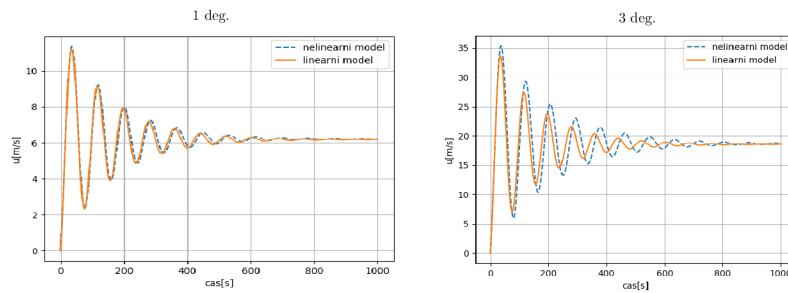 1 deg.
nelinearni model
linearni model
u[m/s]
10
8
6
4
2
0
0
200
400
600
800
1000
cas[s]
3 deg.
nelinearni model
linearni model
u[m/s]
35
30
25
20
15
10
5
0
0
200
400
600
800
1000
cas[s]